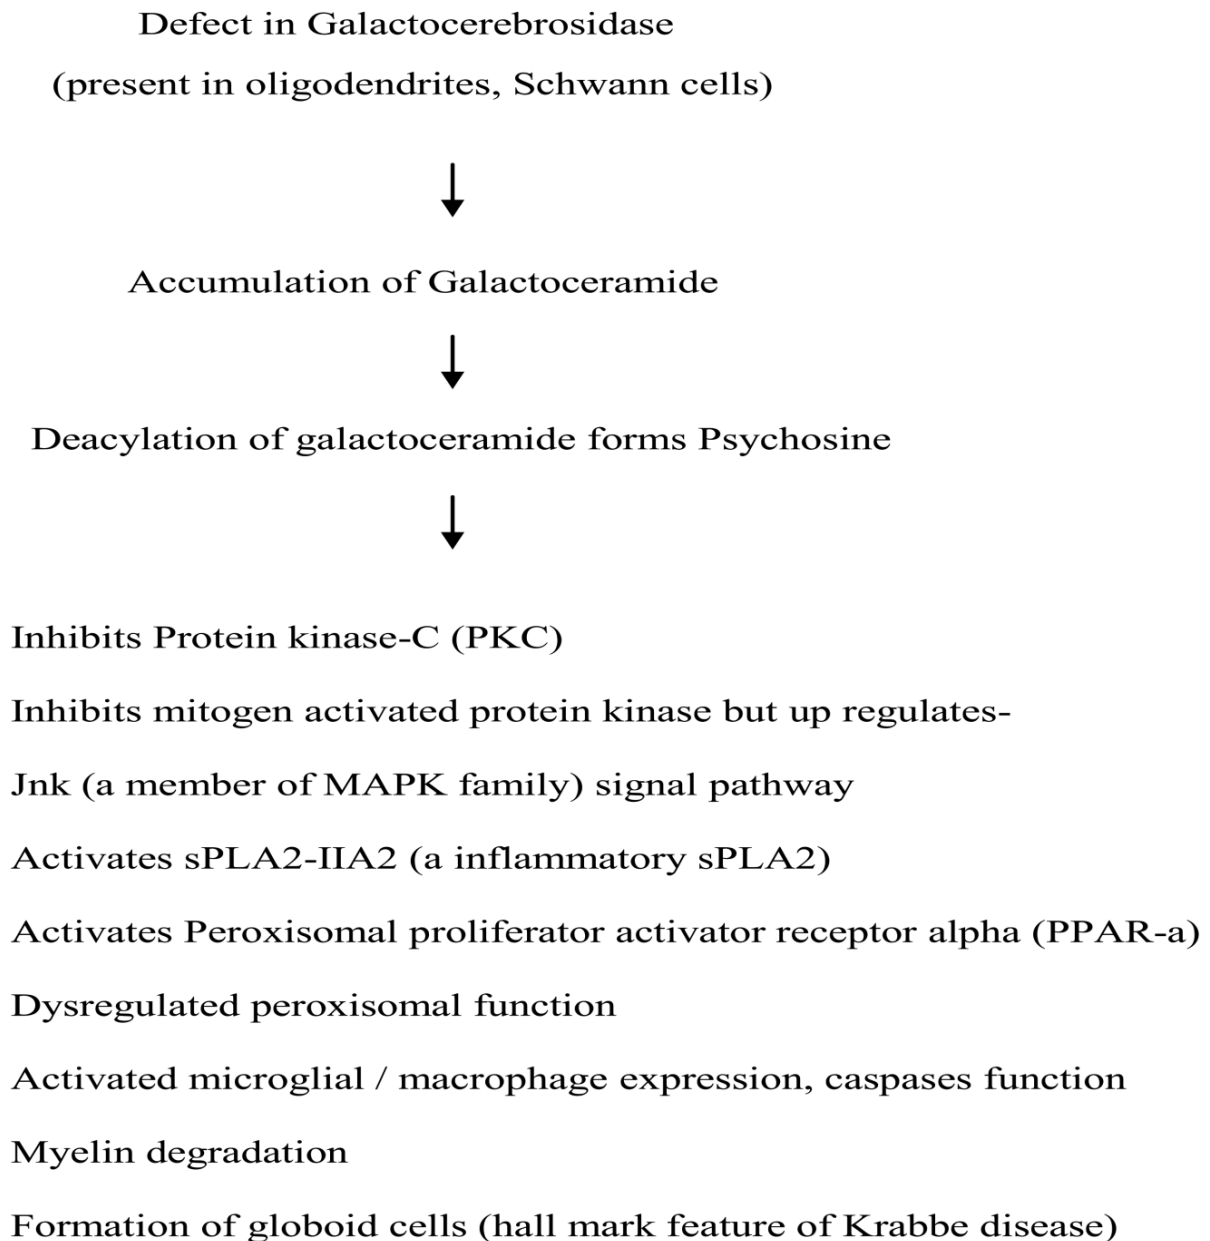 Defect in Galactocerebrosidase
(present in oligodendrites, Schwann cells)
Accumulation of Galactoceramide
Deacylation of galactoceramide forms Psychosine
Inhibits Protein kinase-C (PKC)
Inhibits mitogen activated protein kinase but up regulates-
Jnk (a member of MAPK family) signal pathway
Activates sPLA2-IIA2 (a inflammatory sPLA2)
Activates Peroxisomal proliferator activator receptor alpha (PPAR-a)
Dysregulated peroxisomal function
Activated microglial / macrophage expression, caspases function
Myelin degradation
Formation of globoid cells (hall mark feature of Krabbe disease)